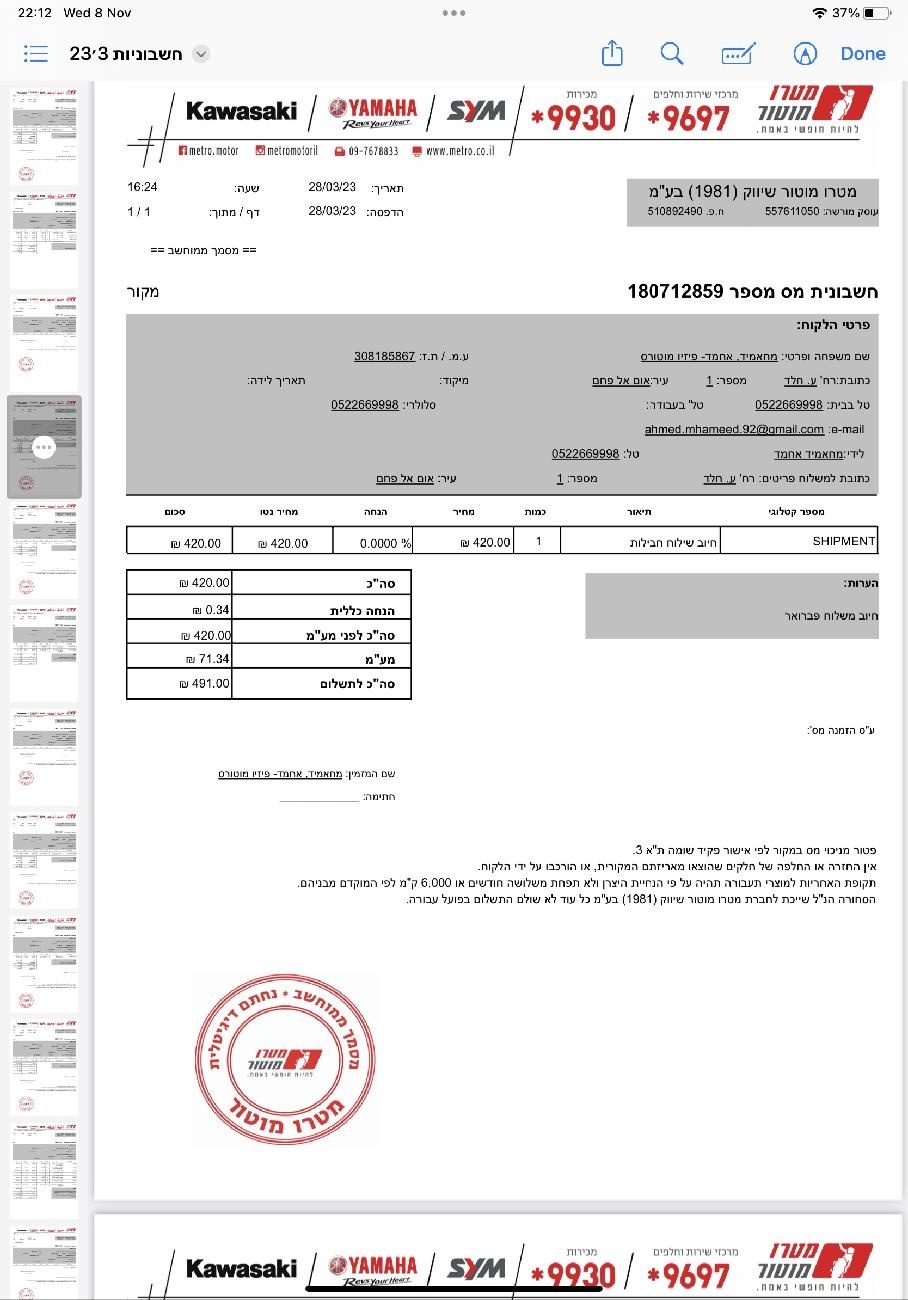 22:12 Wed 8 Nov
37%
חשבוניות 23׳3
Done
Kawasaki
YAMAHA
Revs Your Heart
SYM
מכירות
*9930
מרכזי שירות וחלפים
*9697
מטרו
מוטור
להיות חופשי באמת.
metro.motor metromotoril 09-7678833 www.metro.co.il
מטרו מוטור שיווק (1981) בע"מ
עוסק מורשה: 557611050 ח.פ. 510892490
תאריך: 28/03/23 שעה: 16:24
הדפסה: 28/03/23 דף / מתוך: 1 / 1
== מסמך ממוחשב ==
חשבונית מס מספר 180712859 מקור
פרטי הלקוח:
שם משפחה ופרטי: מחאמיד, אחמד- פיזיו מוטורס ע.מ. / ת.ז: 308185867
כתובת:רח' ע. חלד מספר: 1 עיר:אום אל פחם מיקוד: תאריך לידה:
טל בבית: 0522669998 טל' בעבודה: סלולרי: 0522669998
e-mail: ahmed.mhameed.92@gmail.com
לידי:מחאמיד אחמד טל: 0522669998
כתובת למשלוח פריטים: רח' ע. חלד מספר: 1 עיר: אום אל פחם
מספר קטלוגי תיאור כמות מחיר הנחה מחיר נטו סכום
SHIPMENT חיוב שילוח חבילות 1 420.00 ₪ 0.0000 % 420.00 ₪ 420.00 ₪
סה"כ 420.00 ₪
הנחה כללית 0.34 ₪
סה"כ לפני מע"מ 420.00 ₪
מע"מ 71.34 ₪
סה"כ לתשלום 491.00 ₪
הערות:
חיוב משלוח פברואר
ע"ס הזמנה מס':
שם המזמין: מחאמיד, אחמד- פיזיו מוטורס
חתימה: ______________
פטור מניכוי מס במקור לפי אישור פקיד שומה ת"א 3.
אין החזרה או החלפה של חלקים שהוצאו מאריזתם המקורית, או הורכבו על ידי הלקוח.
תקופת האחריות למוצרי תעבורה תהיה על פי הנחיית היצרן ולא תפחת משלושה חודשים או 6,000 ק"מ לפי המוקדם מבניהם.
הסחורה הנ"ל שייכת לחברת מטרו מוטור שיווק (1981) בע"מ כל עוד לא שולם התשלום בפועל עבורה.
מסמך ממוחשב • נחתם דיגיטלית
מטרו
מוטור
להיות חופשי באמת.
מטרו מוטור
Kawasaki
YAMAHA
Revs Your Heart
SYM
מכירות
*9930
מרכזי שירות וחלפים
*9697
מטרו
מוטור
להיות חופשי באמת.